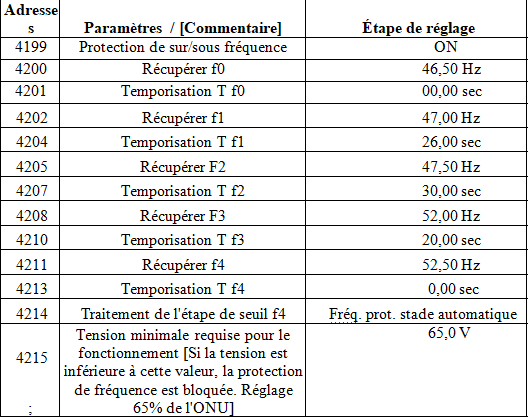 Adresse
s
Paramètres / [Commentaire]
Étape de réglage
4199 Protection de sur/sous fréquence ON
4200 Récupérer f0 46,50 Hz
4201 Temporisation T f0 00,00 sec
4202 Récupérer f1 47,00 Hz
4204 Temporisation T f1 26,00 sec
4205 Récupérer F2 47,50 Hz
4207 Temporisation T f2 30,00 sec
4208 Récupérer F3 52,00 Hz
4210 Temporisation T f3 20,00 sec
4211 Récupérer f4 52,50 Hz
4213 Temporisation T f4 0,00 sec
4214 Traitement de l'étape de seuil f4 Fréq. prot. stade automatique
4215
;
Tension minimale requise pour le
fonctionnement [Si la tension est
inférieure à cette valeur, la protection
de fréquence est bloquée. Réglage
65% de l'ONU]
65,0 V